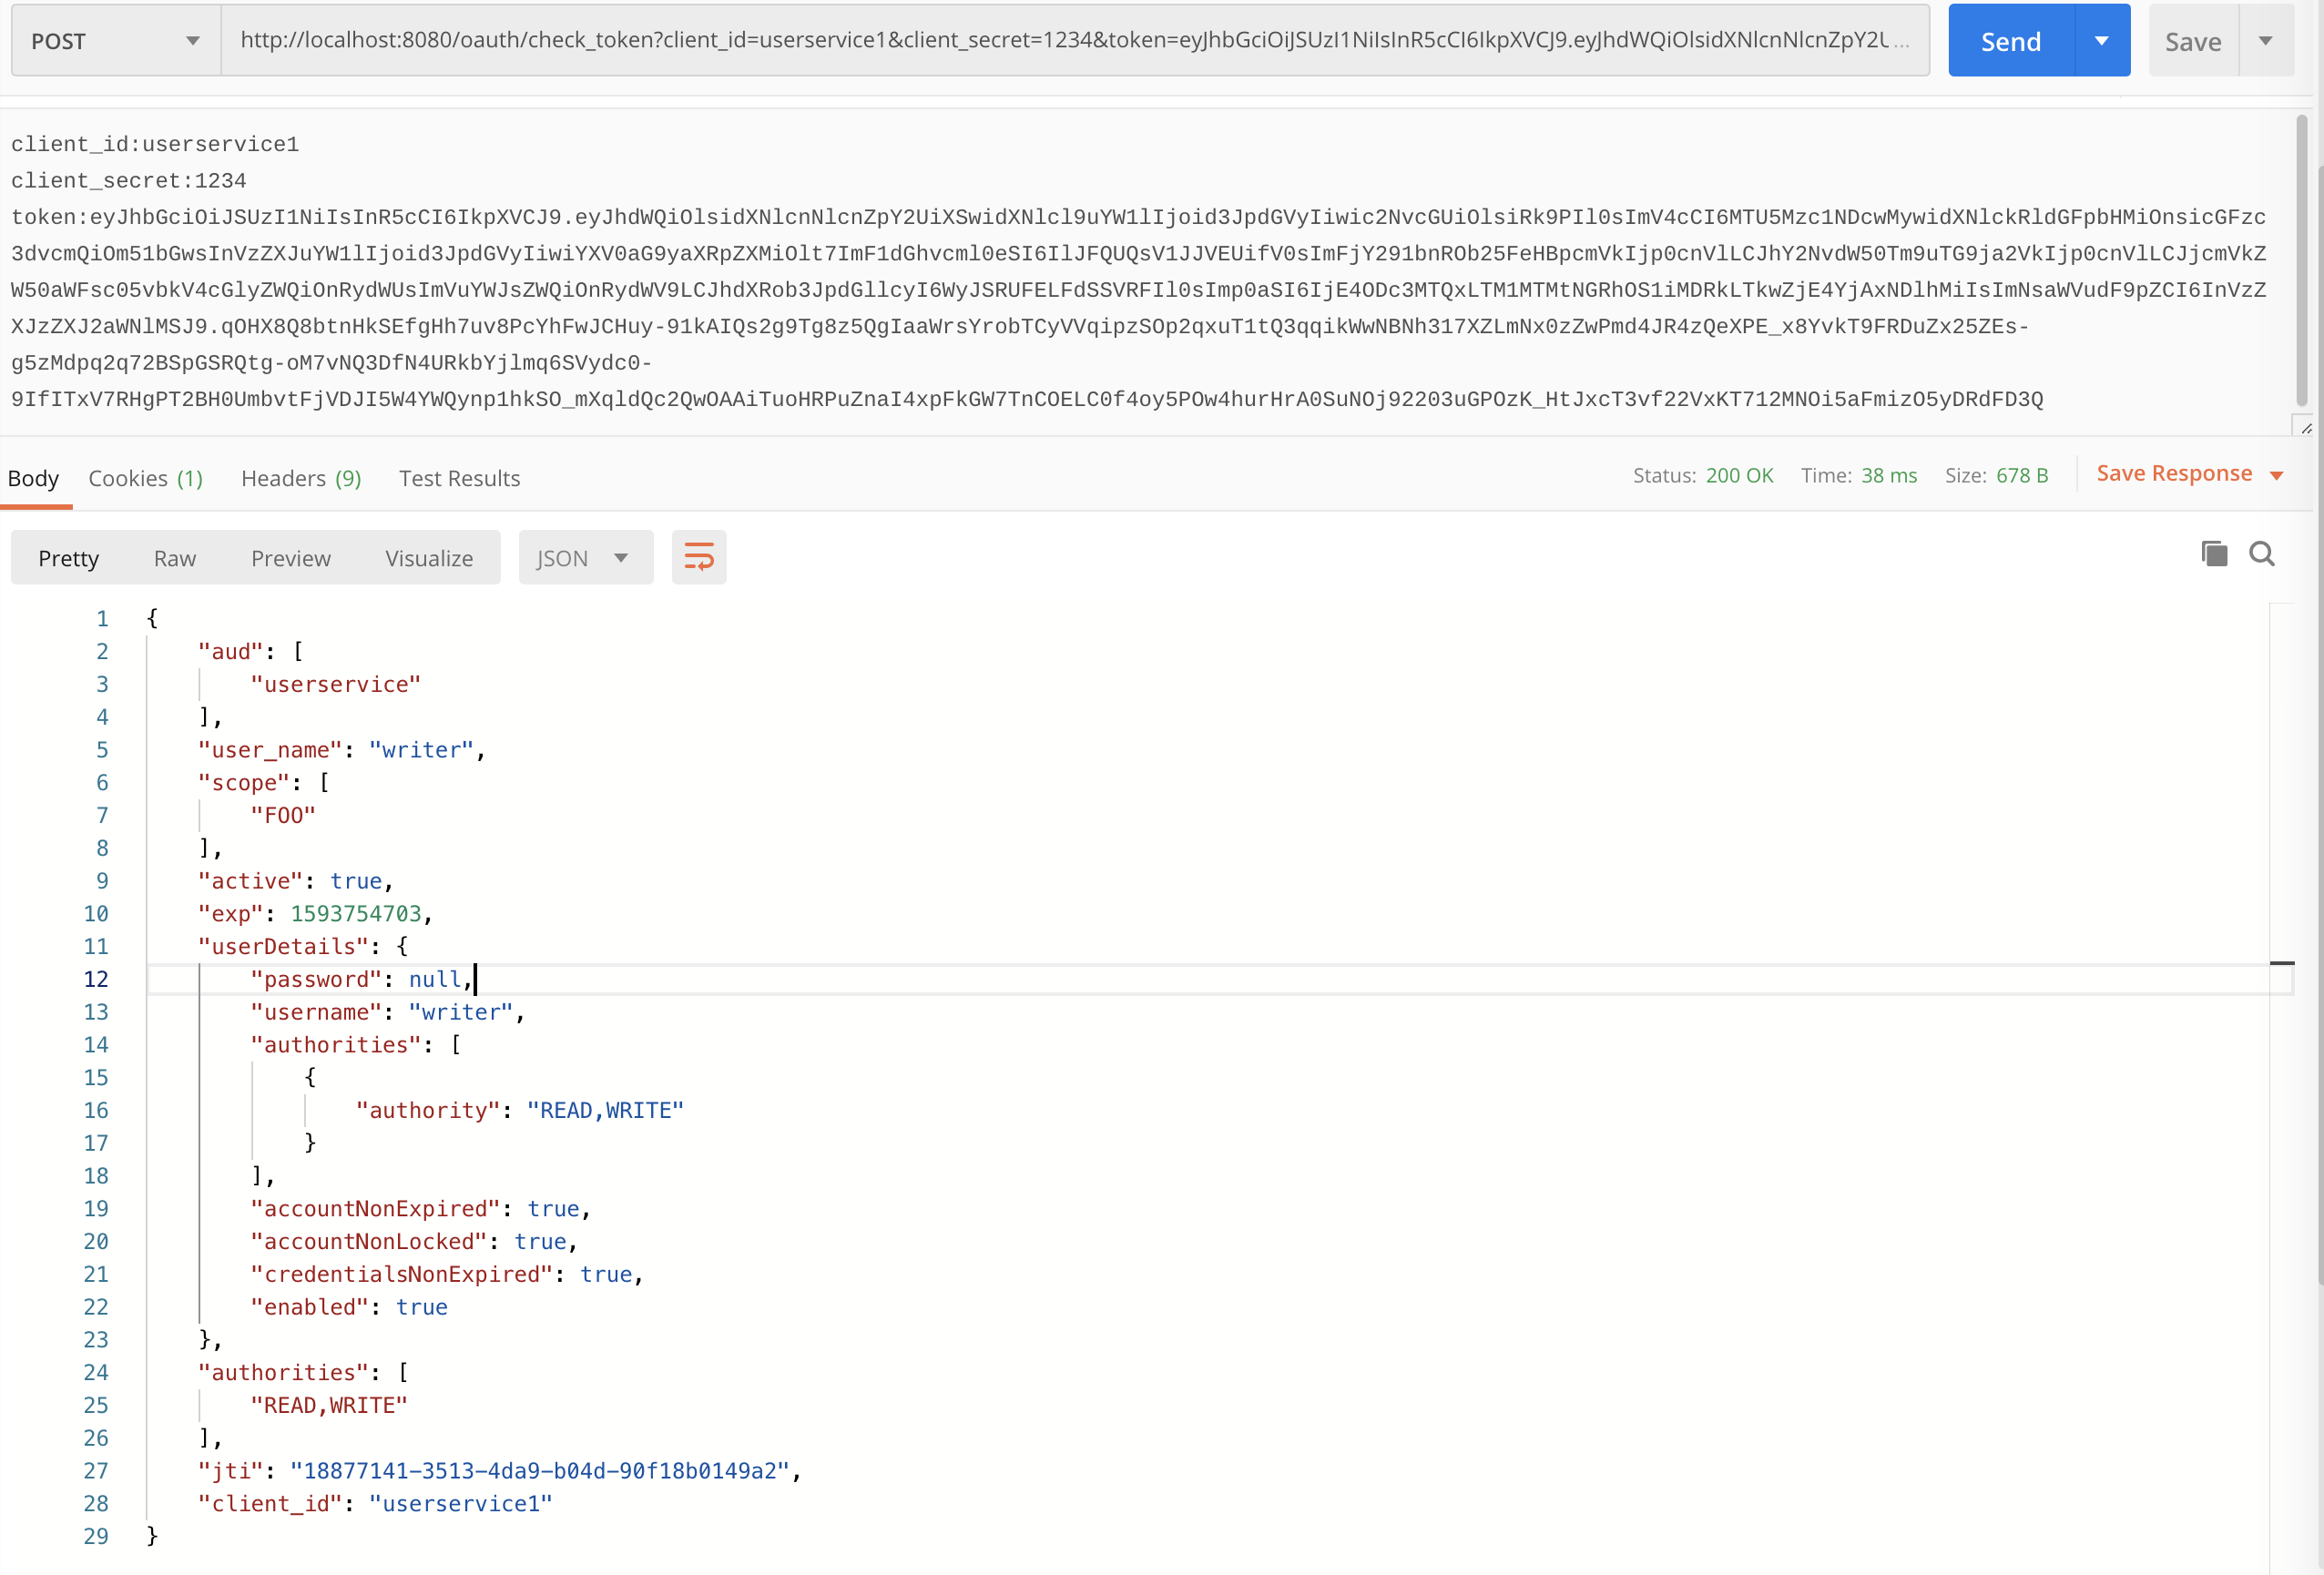 POST
http://localhost:8080/oauth/check_token?client_id=userservice1&client_secret=1234&token=eyJhbGciOiJSUzI1NiIsInR5cCI6IkpXVCJ9.eyJhdWQiOlsidXNlcnNlcnZpY2U ...
Send
Save
client_id:userservice1
client_secret:1234
token:eyJhbGciOiJSUzI1NiIsInR5cCI6IkpXVCJ9.eyJhdWQiOlsidXNlcnNlcnZpY2UiXSwidXNlcl9uYW1lIjoid3JpdGVyIiwic2NvcGUiOlsiRk9PIl0sImV4cCI6MTU5Mzc1NDcwMywidXNlckRldGFpbHMiOnsicGFzc
3dvcmQiOm51bGwsInVzZXJuYW1lIjoid3JpdGVyIiwiYXV0aG9yaXRpZXMiOlt7ImF1dGhvcml0eSI6IlJFQUQsV1JJVEUifV0sImFjY291bnROb25FeHBpcmVkIjp0cnVlLCJhY2NvdW50Tm9uTG9ja2VkIjp0cnVlLCJjcmVkZ
W50aWFsc05vbkV4cGlyZWQiOnRydWUsImVuYWJsZWQiOnRydWV9LCJhdXRob3JpdGllcyI6WyJSRUFELFdSSVRFIl0sImp0aSI6IjE4ODc3MTQxLTM1MTMtNGRhOS1iMDRkLTkwZjE4YjAxNDlhMiIsImNsaWVudF9pZCI6InVzZ
XJzZXJ2aWNlMSJ9.qOHX8Q8btnHkSEfgHh7uv8PcYhFwJCHuy-91kAIQs2g9Tg8z5QgIaaWrsYrobTCyVVqipzSOp2qxuT1tQ3qqikWwNBNh317XZLmNx0zZwPmd4JR4zQeXPE_x8YvkT9FRDuZx25ZEs-
g5zMdpq2q72BSpGSRQtg-oM7vNQ3DfN4URkbYjlmq6SVydc0-
9IfITxV7RHgPT2BH0UmbvtFjVDJI5W4YWQynp1hkSO_mXqldQc2QwOAAiTuoHRPuZnaI4xpFkGW7TnCOELC0f4oy5POw4hurHrA0SuNOj92203uGPOzK_HtJxcT3vf22VxKT712MNOi5aFmizO5yDRdFD3Q
Body Cookies (1) Headers (9) Test Results Status: 200 OK Time: 38 ms Size: 678 B Save Response
Pretty Raw Preview Visualize JSON
1 {
2 "aud": [
3 "userservice"
4 ],
5 "user_name": "writer",
6 "scope": [
7 "FOO"
8 ],
9 "active": true,
10 "exp": 1593754703,
11 "userDetails": {
12 "password": null,
13 "username": "writer",
14 "authorities": [
15 {
16 "authority": "READ,WRITE"
17 }
18 ],
19 "accountNonExpired": true,
20 "accountNonLocked": true,
21 "credentialsNonExpired": true,
22 "enabled": true
23 },
24 "authorities": [
25 "READ,WRITE"
26 ],
27 "jti": "18877141-3513-4da9-b04d-90f18b0149a2",
28 "client_id": "userservice1"
29 }